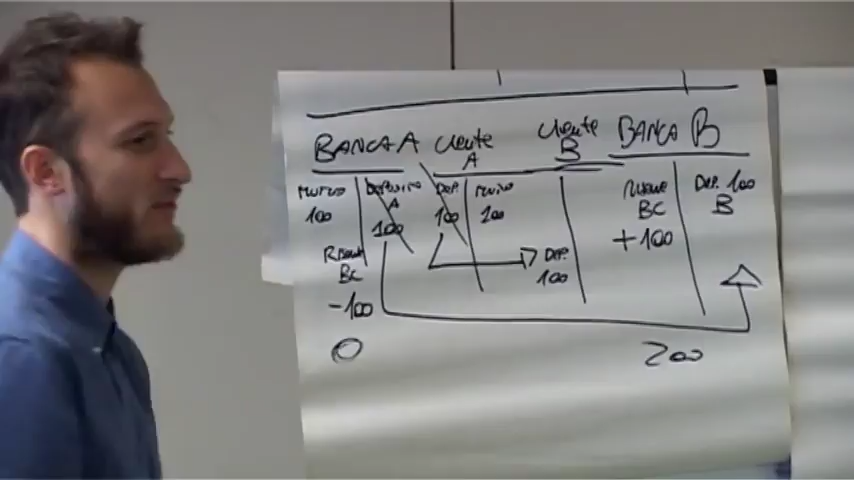 BANCA A
Cliente A
Cliente B
BANCA B
MUTUO 100
DEPOSITO A 100
DEP. 100
MUTUO 100
RISERVE BC -100
DEP. 100
RISERVE BC +100
DEP. 100 B
0
200